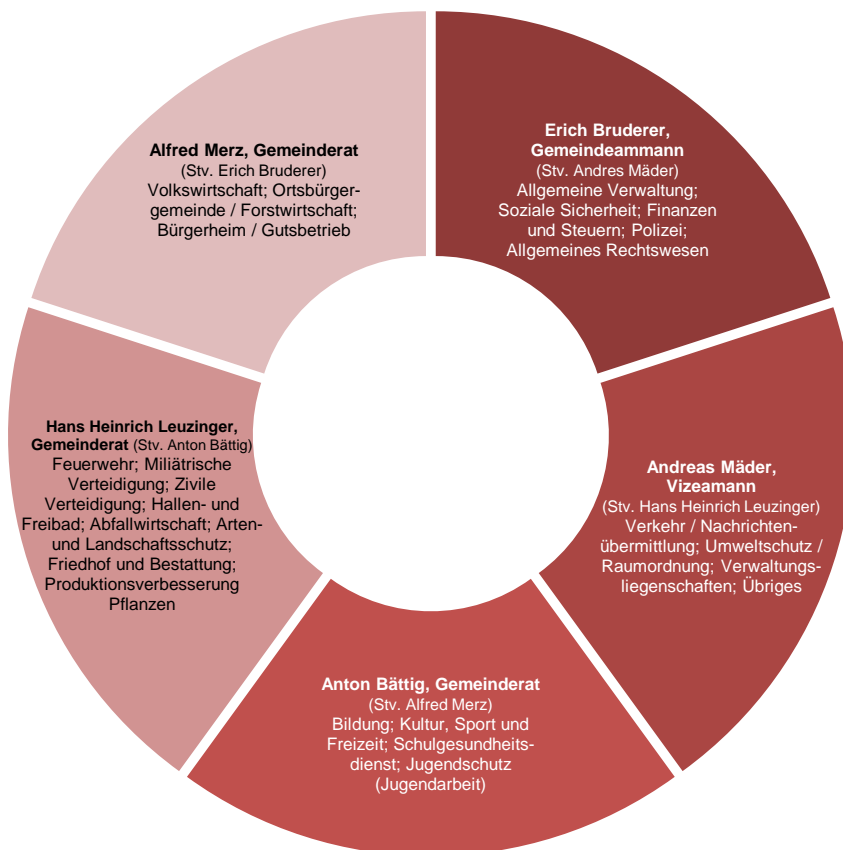 Erich Bruderer,
Gemeindeammann
(Stv. Andres Mäder)
Allgemeine Verwaltung;
Soziale Sicherheit; Finanzen
und Steuern; Polizei;
Allgemeines Rechtswesen
Andreas Mäder,
Vizeamann
(Stv. Hans Heinrich Leuzinger)
Verkehr / Nachrichten-
übermittlung; Umweltschutz /
Raumordnung; Verwaltungs-
liegenschaften; Übriges
Anton Bättig, Gemeinderat
(Stv. Alfred Merz)
Bildung; Kultur, Sport und
Freizeit; Schulgesundheits-
dienst; Jugendschutz
(Jugendarbeit)
Hans Heinrich Leuzinger,
Gemeinderat (Stv. Anton Bättig)
Feuerwehr; Miliätrische
Verteidigung; Zivile
Verteidigung; Hallen- und
Freibad; Abfallwirtschaft; Arten-
und Landschaftsschutz;
Friedhof und Bestattung;
Produktionsverbesserung
Pflanzen
Alfred Merz, Gemeinderat
(Stv. Erich Bruderer)
Volkswirtschaft; Ortsbürger-
gemeinde / Forstwirtschaft;
Bürgerheim / Gutsbetrieb